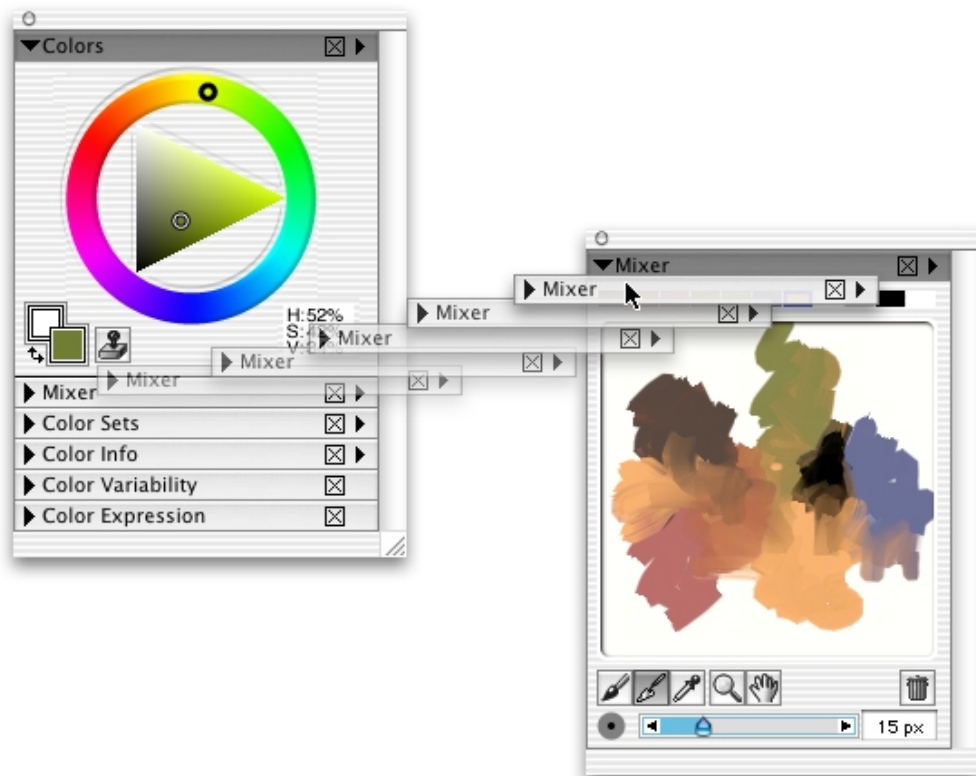 Colors
H:52%
S:
V:
Mixer
Color Sets
Color Info
Color Variability
Color Expression
Mixer
Mixer
Mixer
Mixer
Mixer
Mixer
15 px